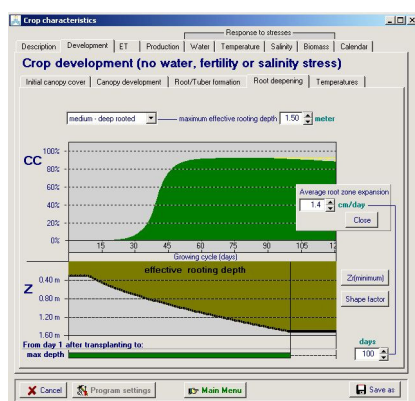 Crop characteristics
Response to stresses
Description Development ET Production Water Temperature Salinity Biomass Calendar
Crop development (no water, fertility or salinity stress)
Initial canopy cover Canopy development Root/Tuber formation Root deepening Temperatures
medium - deep rooted maximum effective rooting depth 1.50 meter
CC
100%
80%
60%
40%
20%
0%
Average root zone expansion
1.4 cm/day
Close
15 30 45 60 75 90 105 12
Growing cycle (days)
effective rooting depth
Z
0.40 m
0.80 m
1.20 m
1.60 m
Zr(minimum)
Shape factor
From day 1 after transplanting to:
max depth
days
100
Cancel Program settings Main Menu Save as